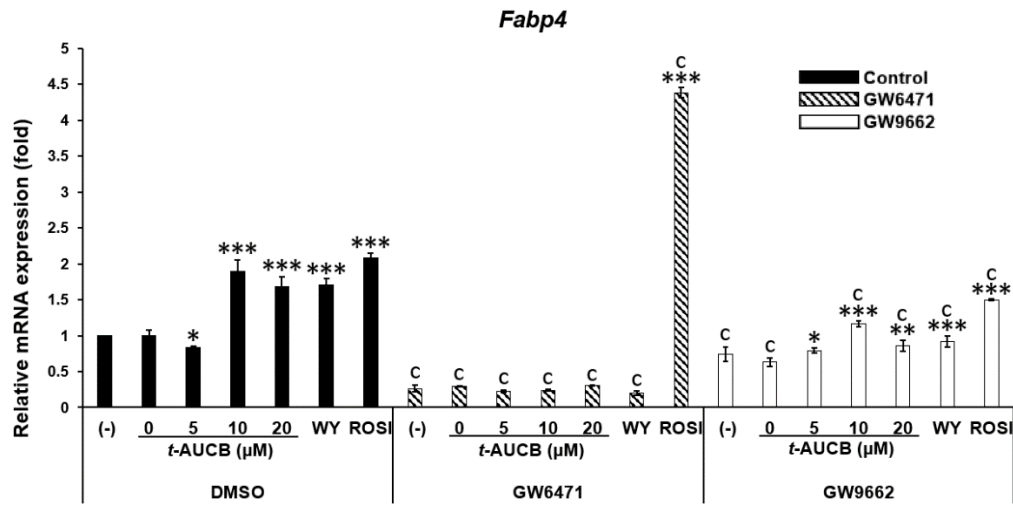 Fabp4
Relative mRNA expression (fold)
5
4.5
4
3.5
3
2.5
2
1.5
1
0.5
0
Control
GW6471
GW9662
* *** *** *** ***
C C C C C C C ***
C C * C *** C ** C *** C ***
(-) 0 5 10 20 WY ROSI (-) 0 5 10 20 WY ROSI (-) 0 5 10 20 WY ROSI
t-AUCB (μM) t-AUCB (μM) t-AUCB (μM)
DMSO GW6471 GW9662